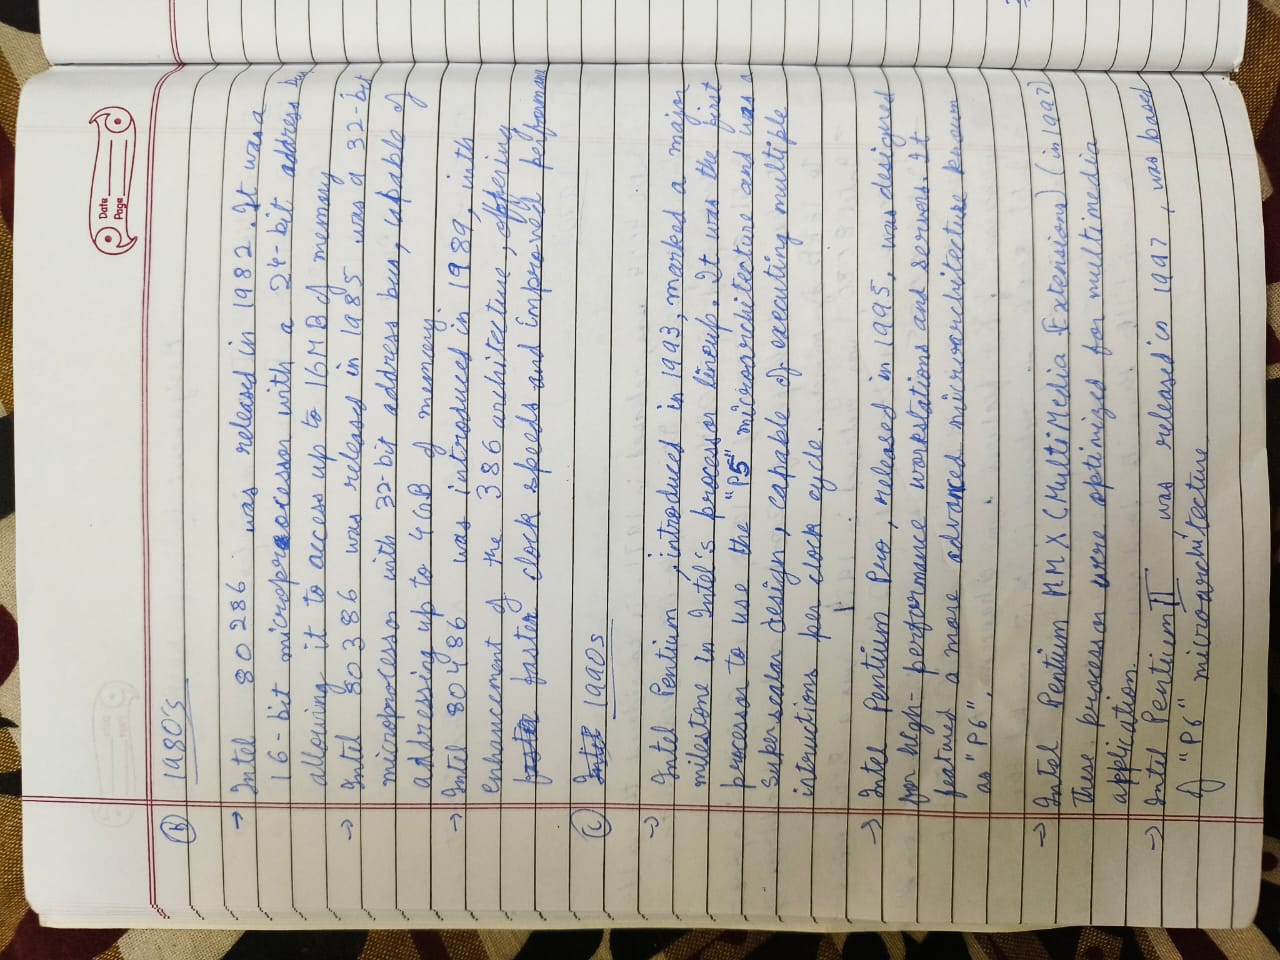 Date
Page
(B) 1980's
→ Intel 80286 was released in 1982. It was a
16-bit microprocessor with a 24-bit address bus
allowing it to access up to 16MB of memory
→ Intel 80386 was released in 1985 was a 32-bit
microprocessor with 32-bit address bus, capable of
addressing up to 4GB of memory.
→ Intel 80486 was introduced in 1989, with
enhancement of the 386 architecture, offering
faster clock speeds and improved performance
(C) 1990s
→ Intel Pentium, introduced in 1993, marked a major
milestone in Intel's processor lineup. It was the first
processor to use the "P5" microarchitecture and was a
superscalar design, capable of executing multiple
intructions per clock cycle.
→ Intel Pentium Pro, released in 1995, was designed
for high-performance workstations and servers. It
featured a more advanced microarchitecture known
as "P6".
→ Intel Pentium MMX (MultiMedia Extensions) (in 1997)
These processor were optimized for multimedia
application.
→ Intel Pentium II, was released in 1997, was based
of "P6" microarchitecture